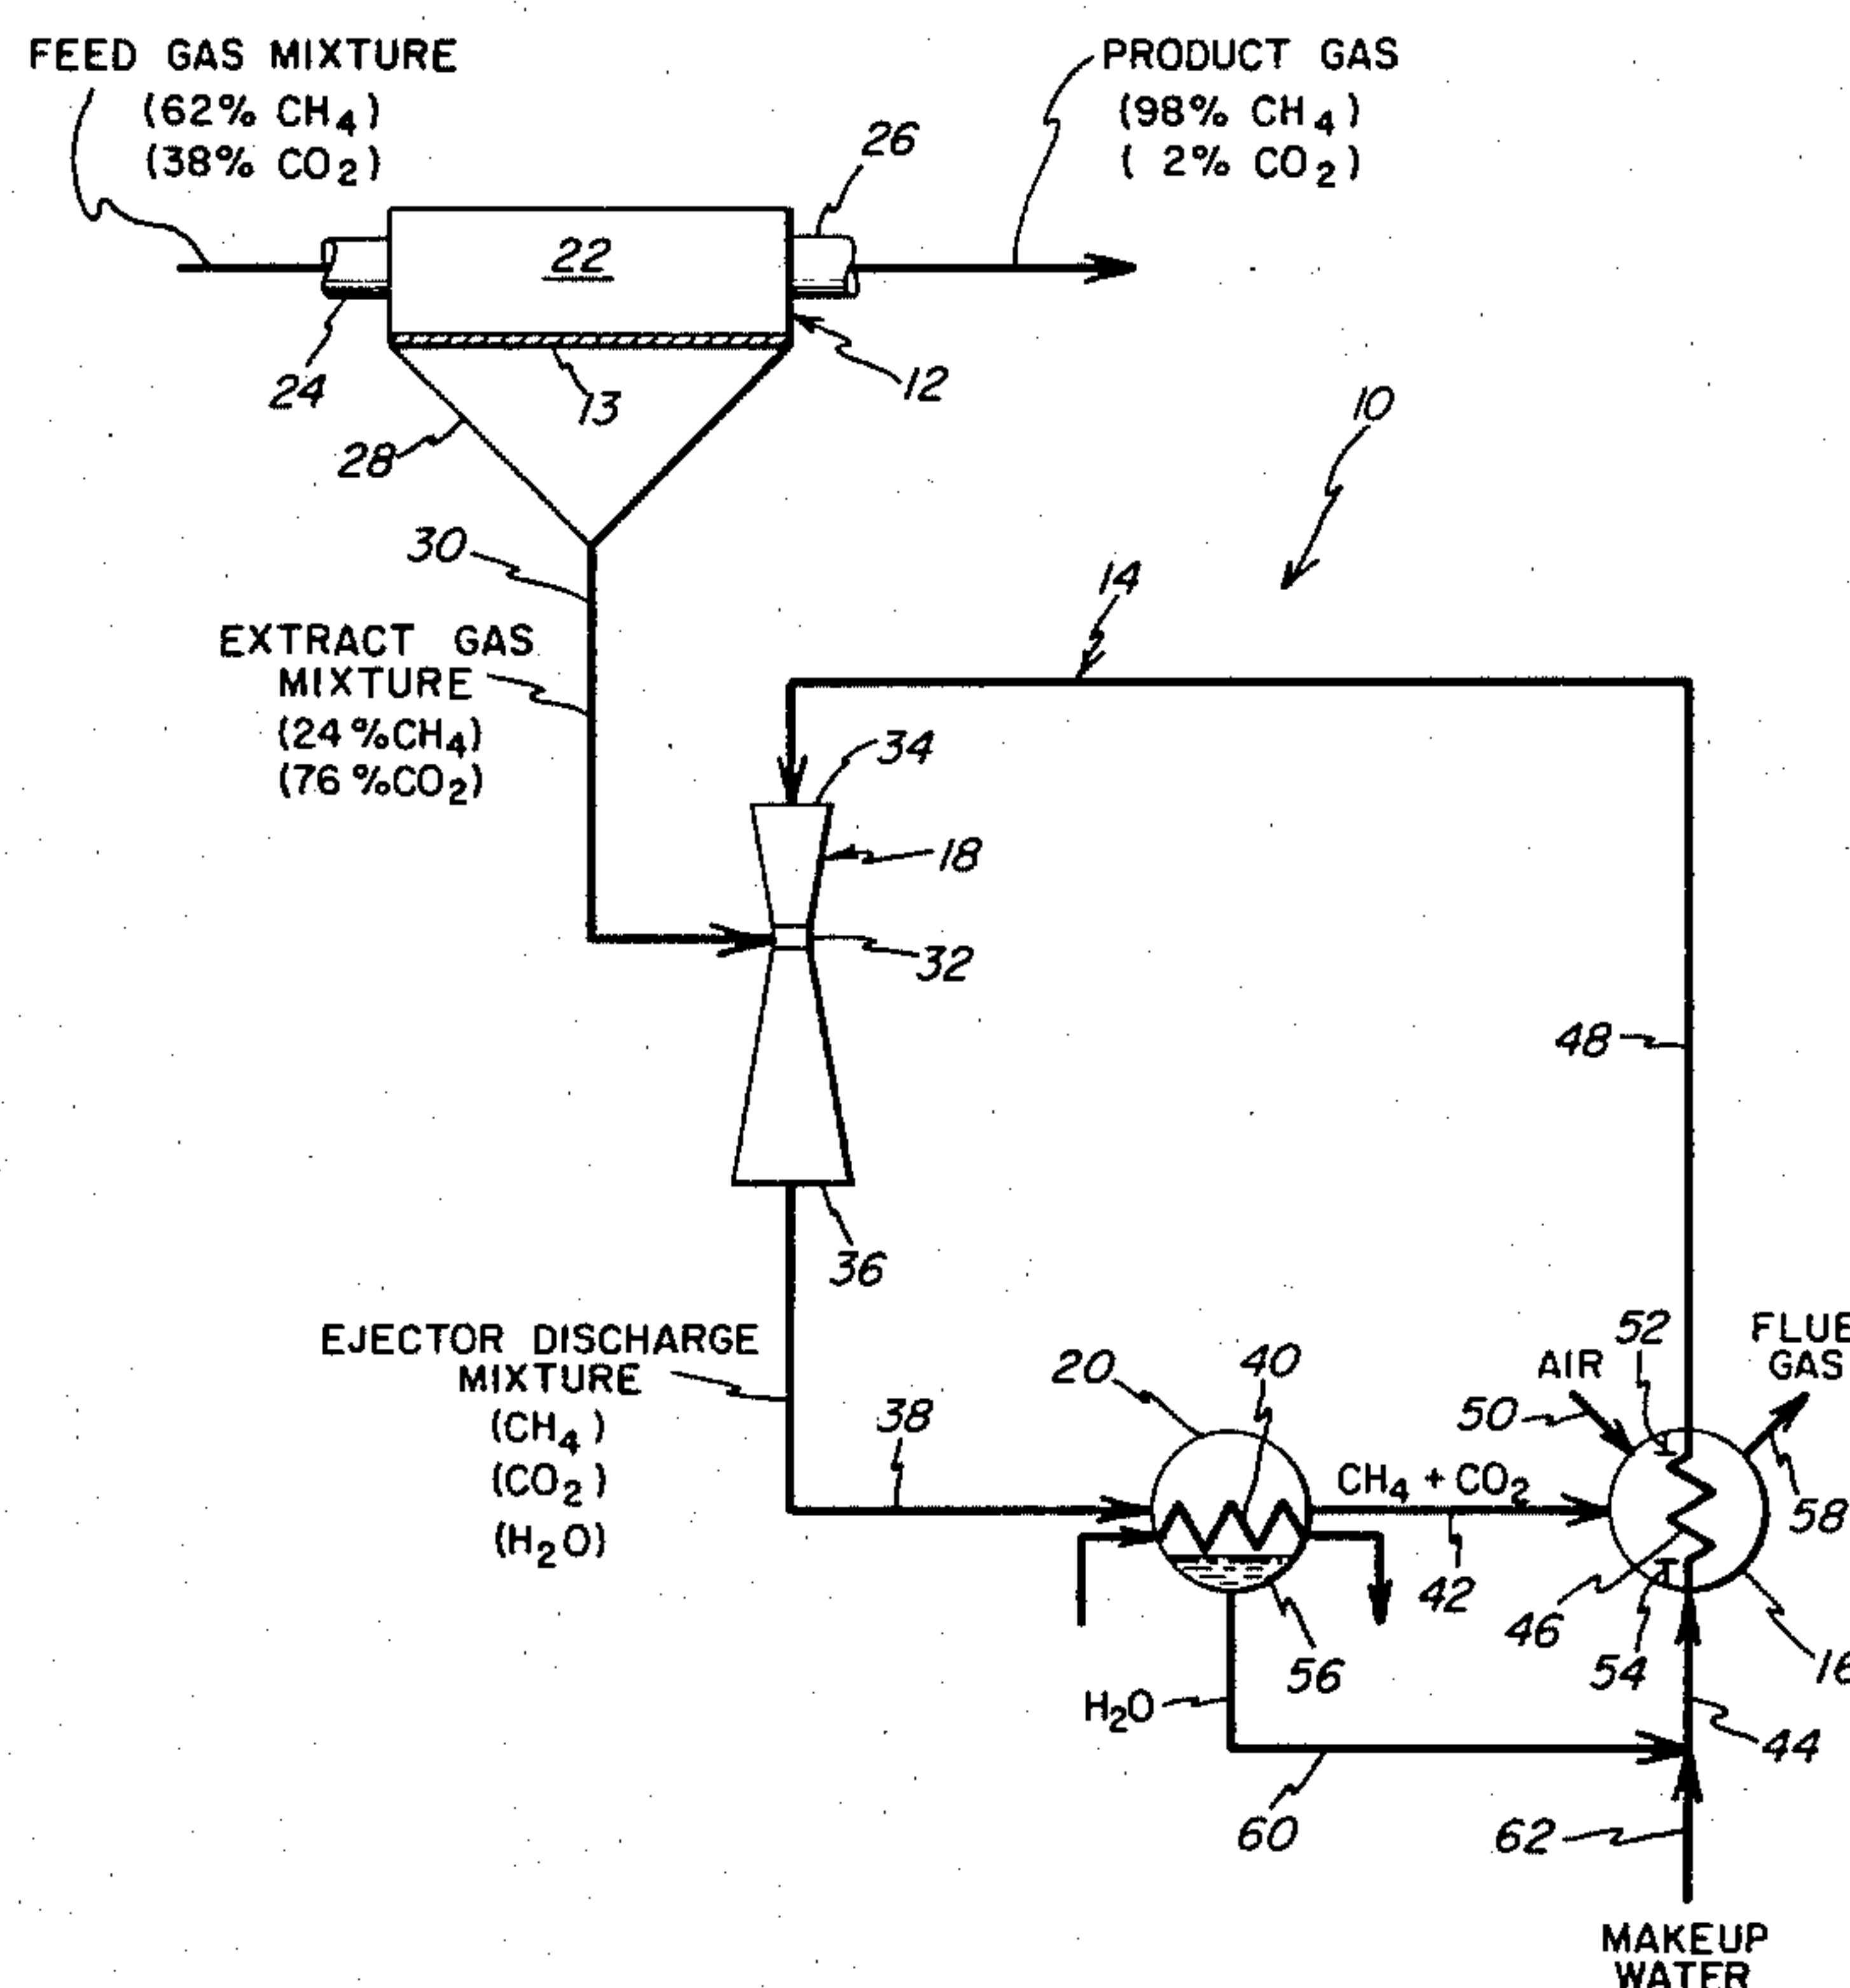 FEED GAS MIXTURE
(62% CH4)
(38% CO2)
PRODUCT GAS
(98% CH4)
( 2% CO2)
26
22
24
13
12
28
10
30
14
EXTRACT GAS
MIXTURE
(24%CH4)
(76%CO2)
34
18
32
48
36
EJECTOR DISCHARGE
MIXTURE
(CH4)
(CO2)
(H2O)
52
FLUE
GAS
AIR
20
40
50
38
CH4 + CO2
58
42
46
54
16
56
H2O
44
60
62
MAKEUP
WATER